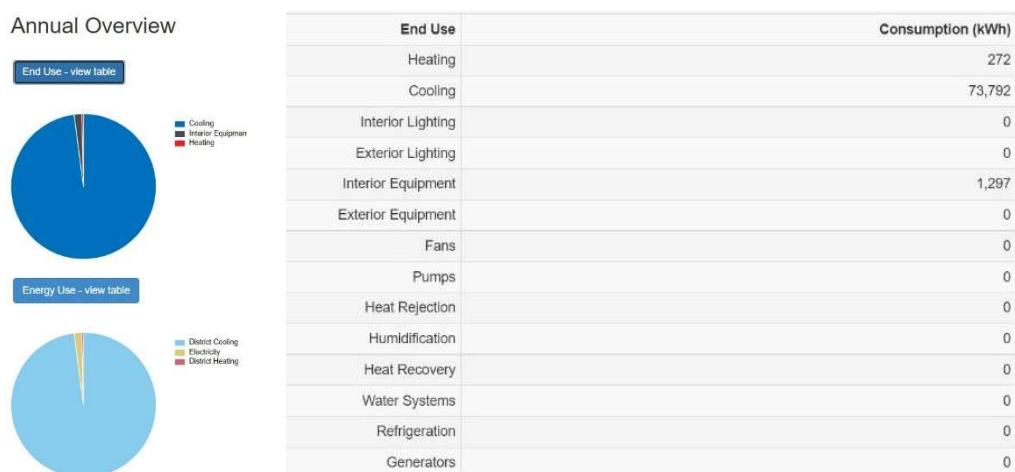 Annual Overview
End Use - view table
Cooling
Interior Equipmen
Heating
Energy Use - view table
District Cooling
Electricity
District Heating
End Use Consumption (kWh)
Heating 272
Cooling 73,792
Interior Lighting 0
Exterior Lighting 0
Interior Equipment 1,297
Exterior Equipment 0
Fans 0
Pumps 0
Heat Rejection 0
Humidification 0
Heat Recovery 0
Water Systems 0
Refrigeration 0
Generators 0